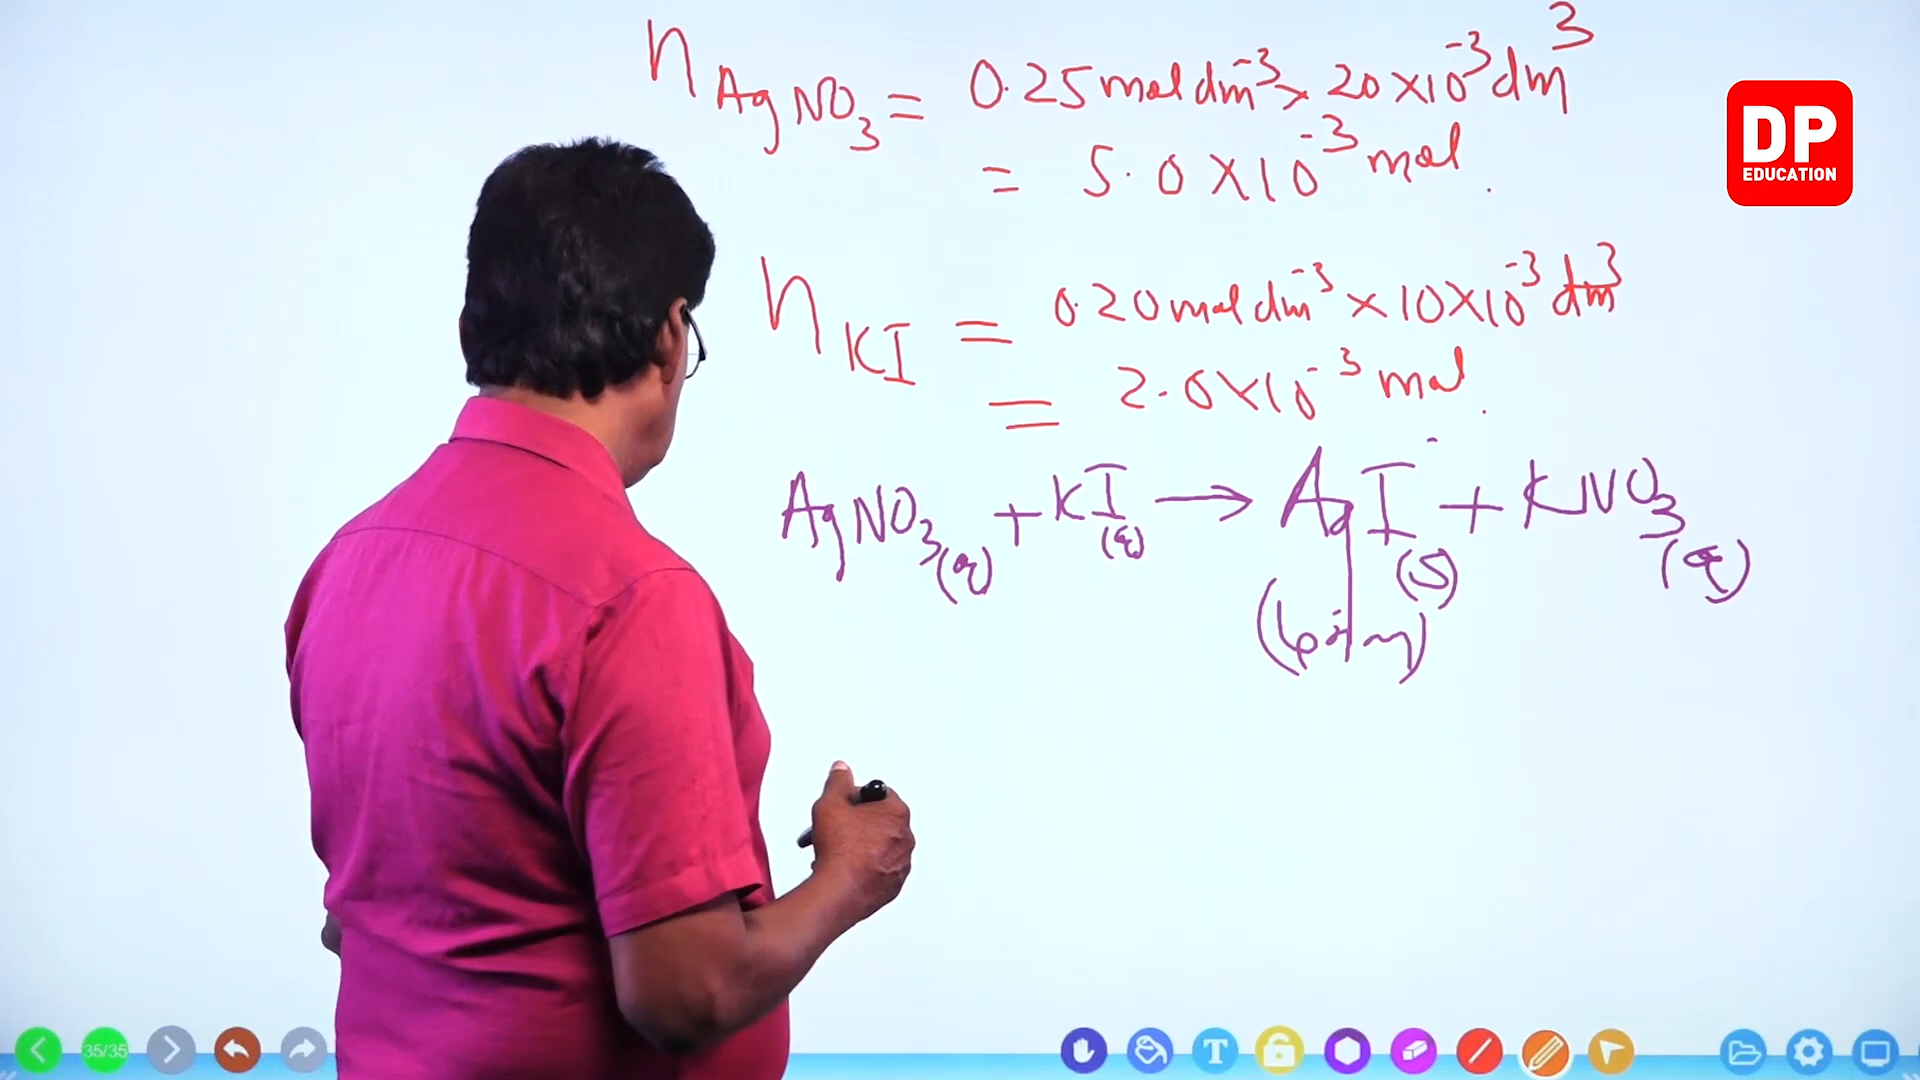 n AgNO₃ = 0.25 mol dm⁻³ × 20 × 10⁻³ dm³
= 5.0 × 10⁻³ mol.
n KI = 0.20 mol dm⁻³ × 10 × 10⁻³ dm³
= 2.0 × 10⁻³ mol.
AgNO₃ (aq) + KI (aq) → AgI (s) + KNO₃ (aq)
DP
EDUCATION
35/35
T